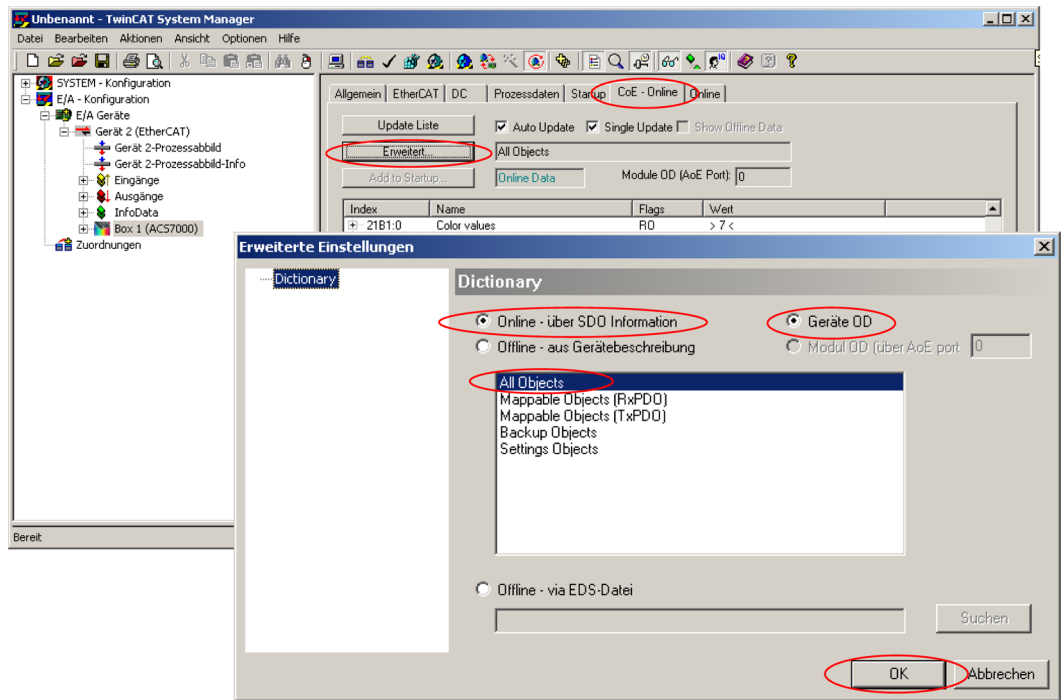 Unbenannt - TwinCAT System Manager
Datei Bearbeiten Aktionen Ansicht Optionen Hilfe
SYSTEM - Konfiguration
E/A - Konfiguration
E/A Geräte
Gerät 2 (EtherCAT)
Gerät 2-Prozessabbild
Gerät 2-Prozessabbild-Info
Eingänge
Ausgänge
InfoData
Box 1 (ACS7000)
Zuordnungen
Bereit
Allgemein EtherCAT DC Prozessdaten Startup CoE - Online Online
Update Liste Auto Update Single Update Show Offline Data
Erweitert... All Objects
Add to Startup... Online Data Module OD (AoE Port): 0
Index Name Flags Wert
21B1:0 Color values RO > 7 <
Erweiterte Einstellungen
Dictionary
Dictionary
Online - über SDO Information Geräte OD
Offline - aus Gerätebeschreibung Modul OD (über AoE port 0
All Objects
Mappable Objects (RxPDO)
Mappable Objects (TxPDO)
Backup Objects
Settings Objects
Offline - via EDS-Datei
Suchen
OK Abbrechen